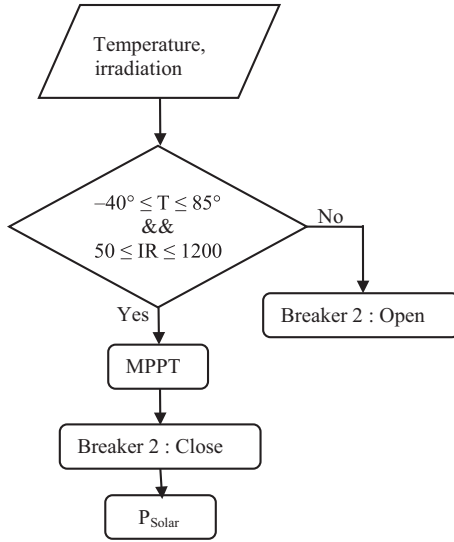 Temperature,
irradiation
–40° ≤ T ≤ 85°
&&
50 ≤ IR ≤ 1200
No
Yes
Breaker 2 : Open
MPPT
Breaker 2 : Close
P_Solar